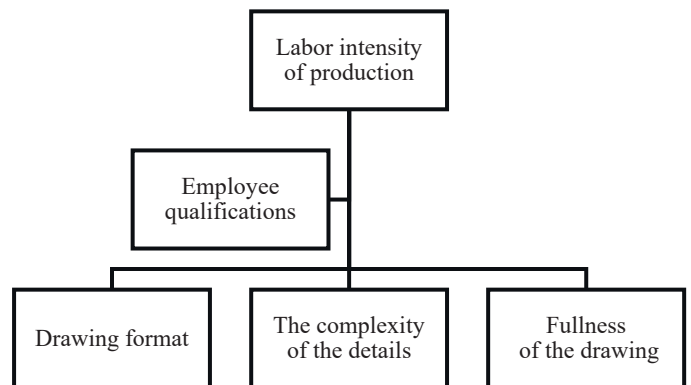 Labor intensity
of production
Employee
qualifications
Drawing format
The complexity
of the details
Fullness
of the drawing